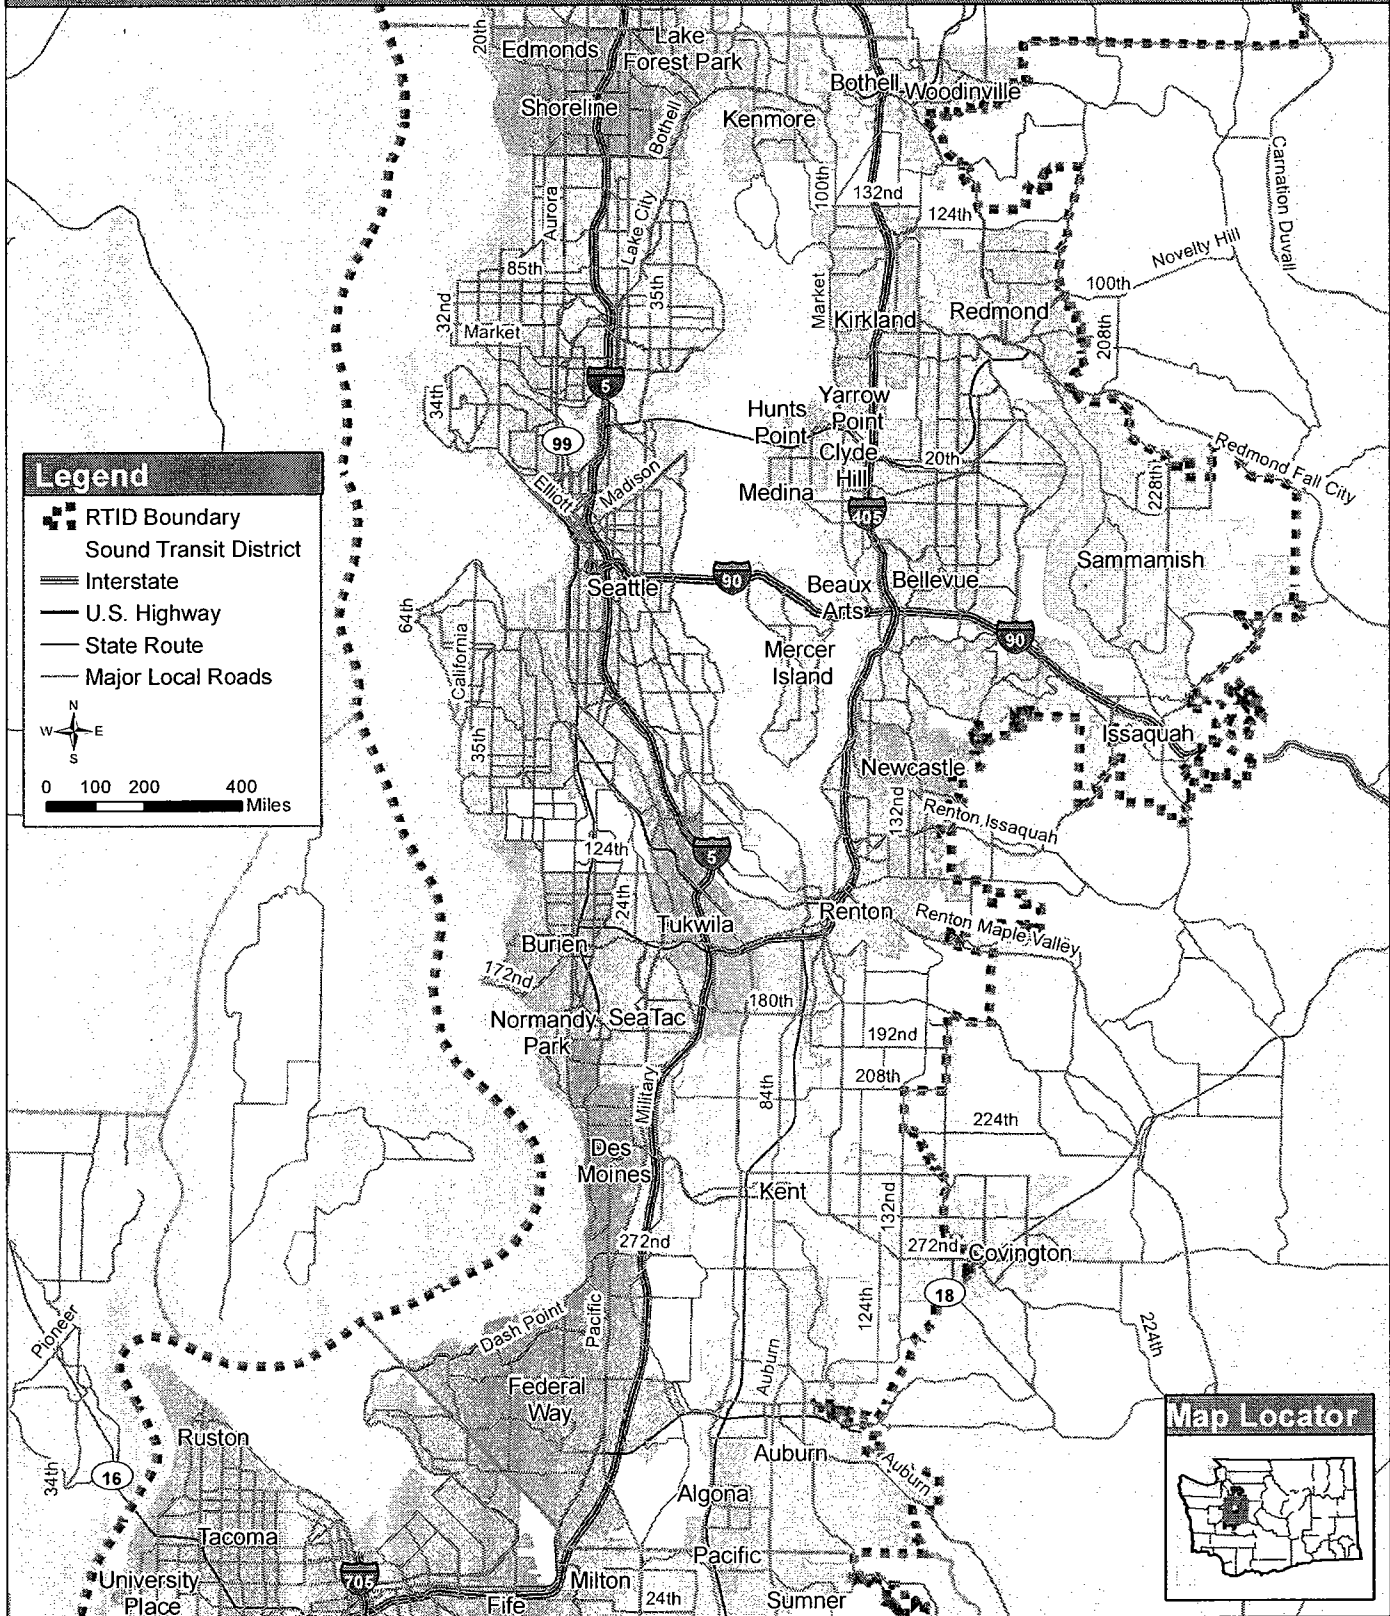 20th
Edmonds
Lake
Forest Park
Bothell
Woodinville
Shoreline
Kenmore
Bothell
Carnation Duvall
100th
132nd
124th
Aurora
Lake City
Novelty Hill
85th
100th
35th
32nd
Market
Market
Kirkland
Redmond
208th
5
34th
Yarrow
Point
Hunts
Point
99
Clyde
Hill
20th
Redmond Fall City
Madison
Elliott
Medina
228th
405
Legend
RTID Boundary
Sound Transit District
Interstate
U.S. Highway
State Route
Major Local Roads
N
W E
S
0 100 200 400
Miles
Sammamish
Seattle
90
Beaux
Arts
Bellevue
64th
California
90
Mercer
Island
35th
Issaquah
Newcastle
132nd
Renton Issaquah
124th
5
24th
Renton
Tukwila
Renton Maple Valley
Burien
172nd
180th
Normandy
Park
SeaTac
192nd
208th
84th
Military
224th
Des
Moines
Kent
132nd
272nd
272nd
Covington
18
124th
224th
Pioneer
Dash Point
Pacific
Auburn
Federal
Way
Map Locator
Ruston
Auburn
Auburn
34th
16
Algona
Tacoma
Pacific
705
University
Place
Milton
24th
Fife
Sumner